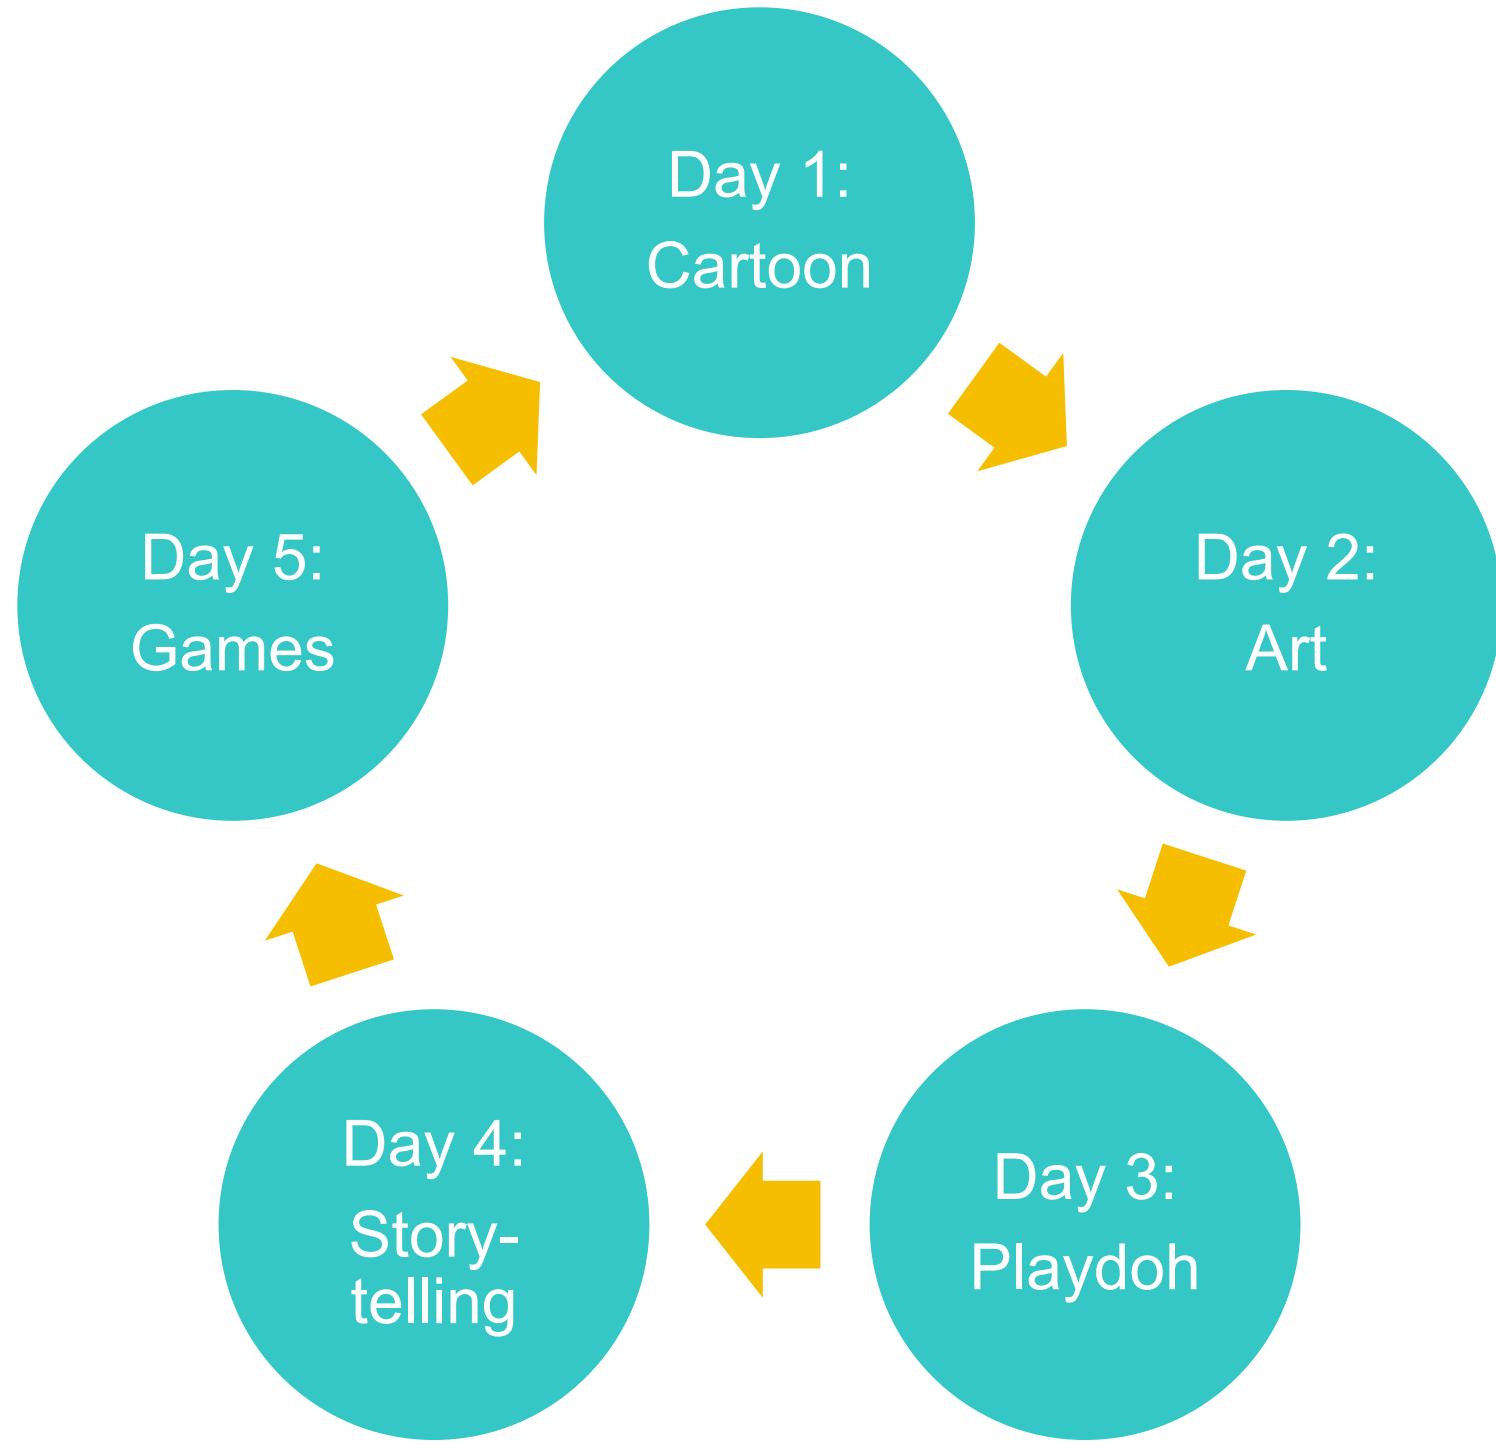 Day 1:
Cartoon
Day 2:
Art
Day 3:
Playdoh
Day 4:
Story-
telling
Day 5:
Games